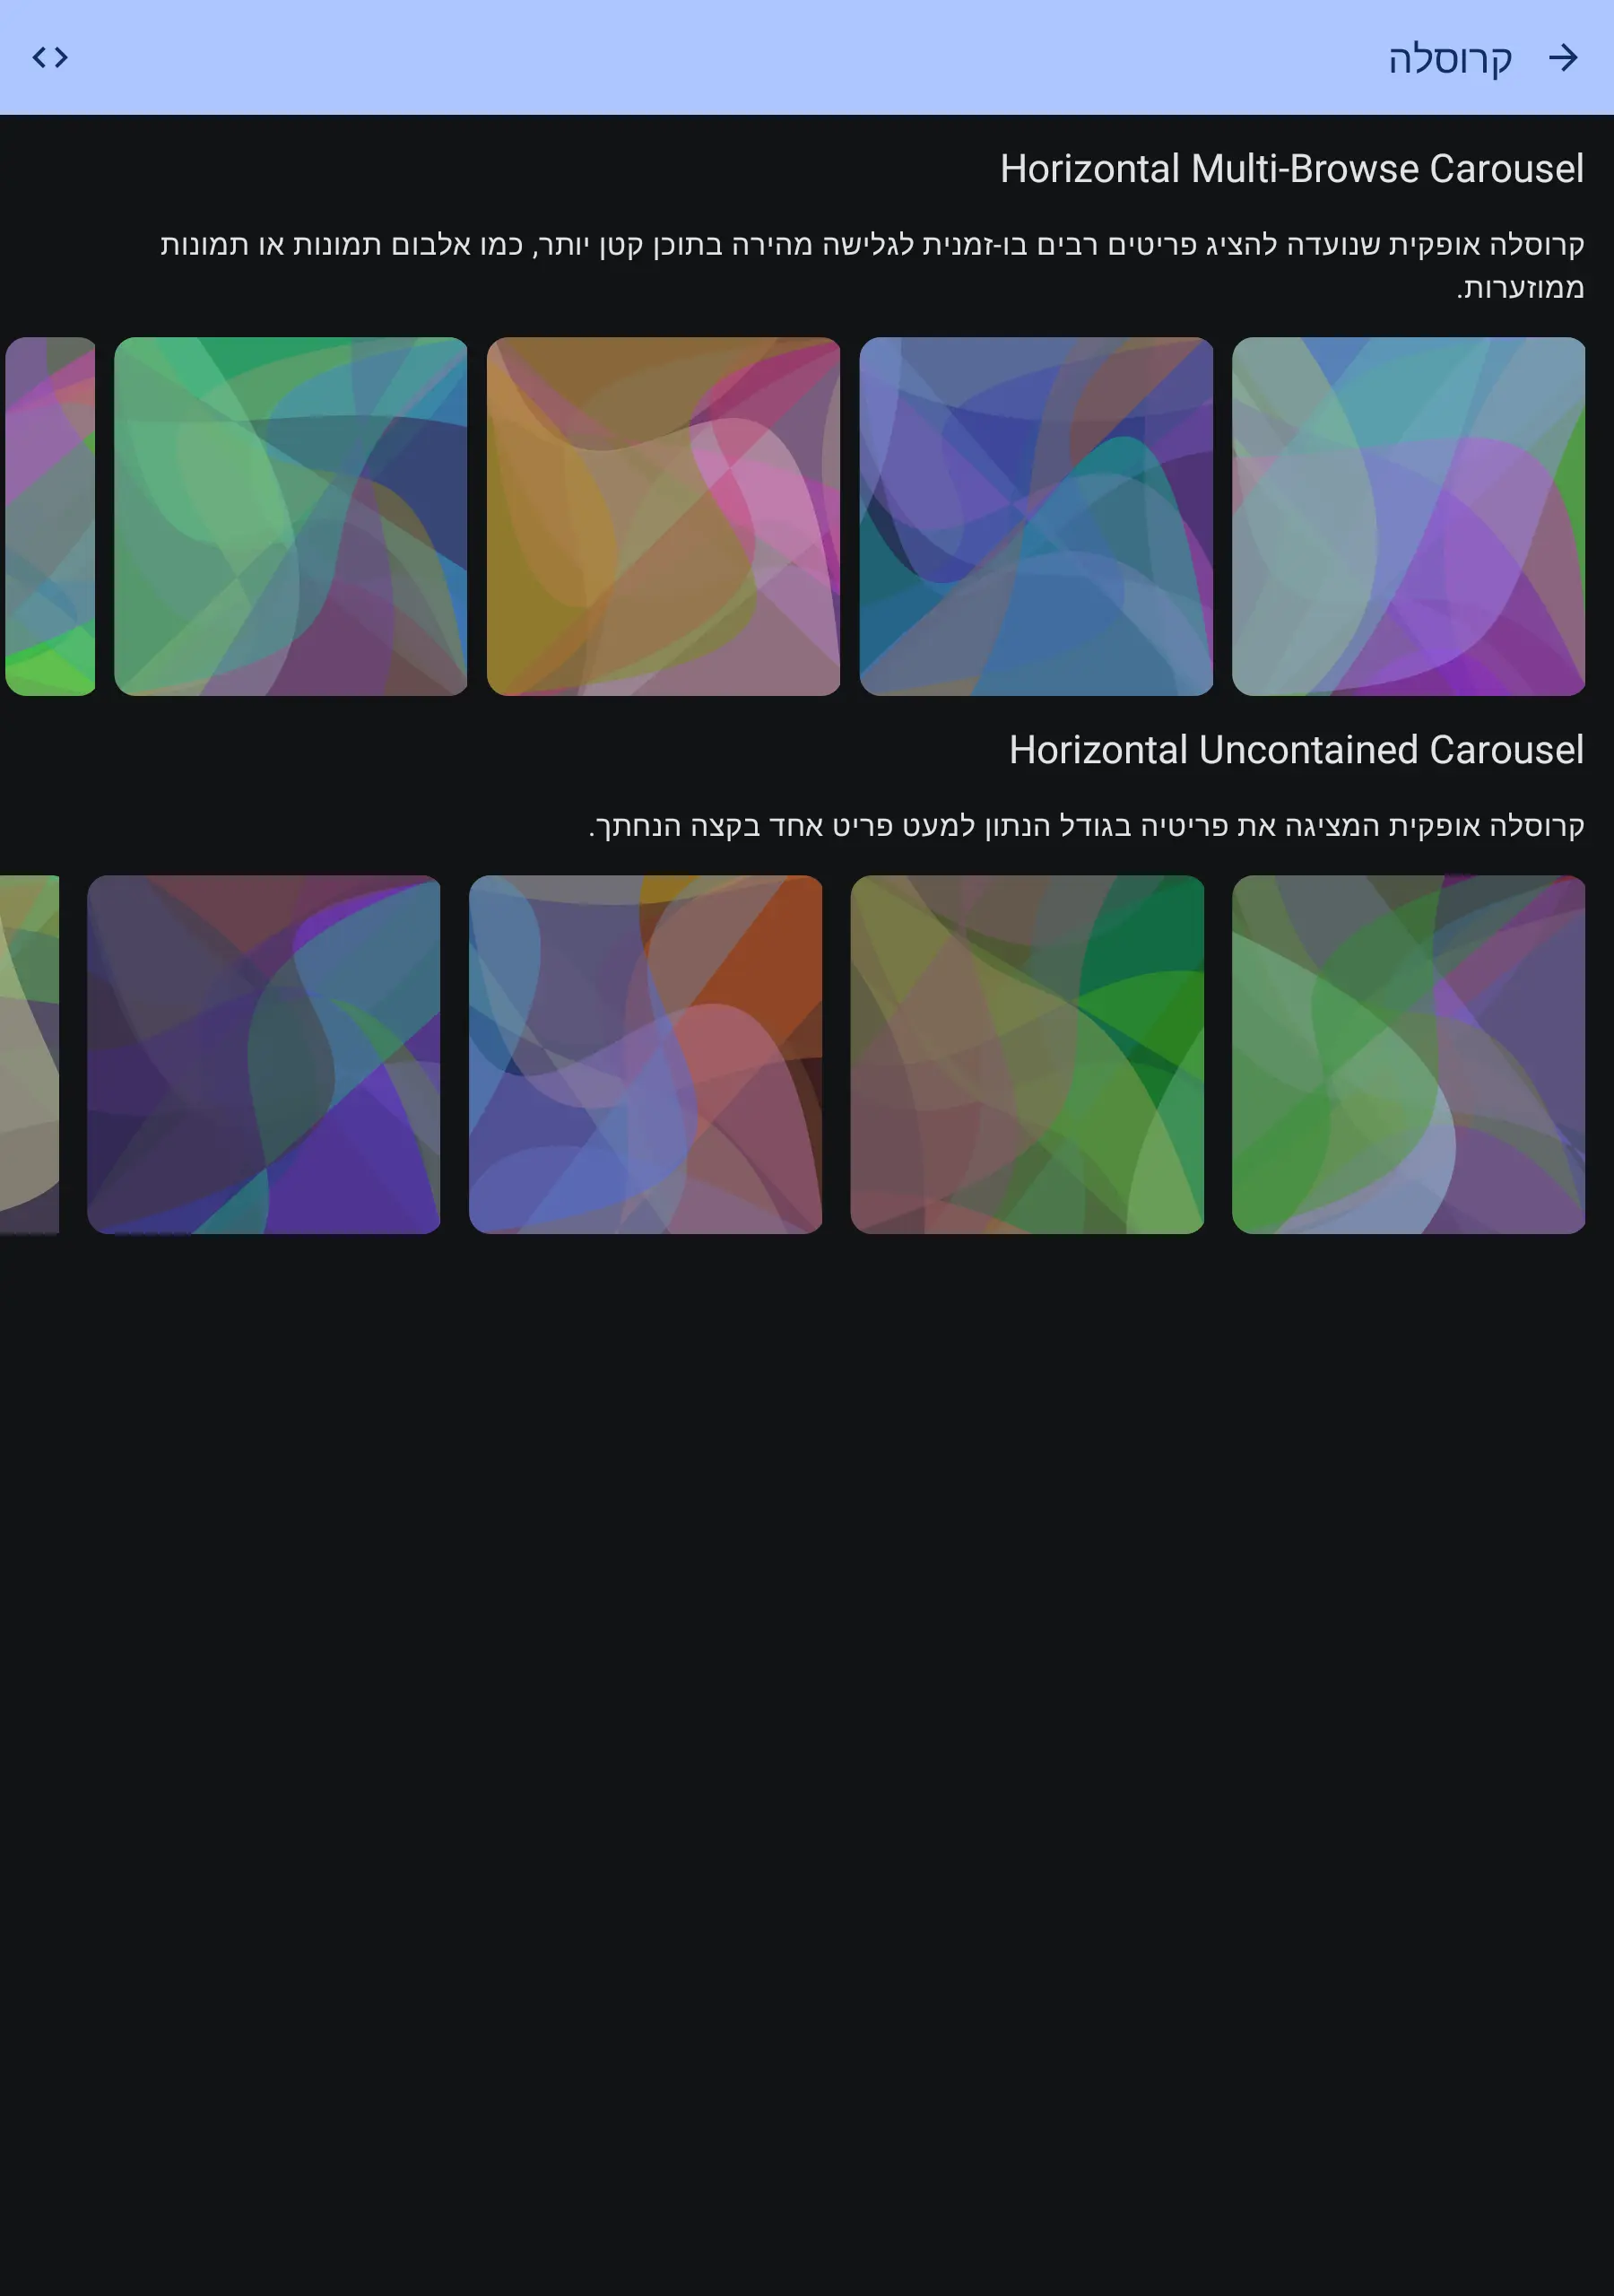 קרוסלה
Horizontal Multi-Browse Carousel
קרוסלה אופקית שנועדה להציג פריטים רבים בו-זמנית לגלישה מהירה בתוכן קטן יותר, כמו אלבום תמונות או תמונות
ממוזערות.
Horizontal Uncontained Carousel
קרוסלה אופקית המציגה את פריטיה בגודל הנתון למעט פריט אחד בקצה הנחתך.